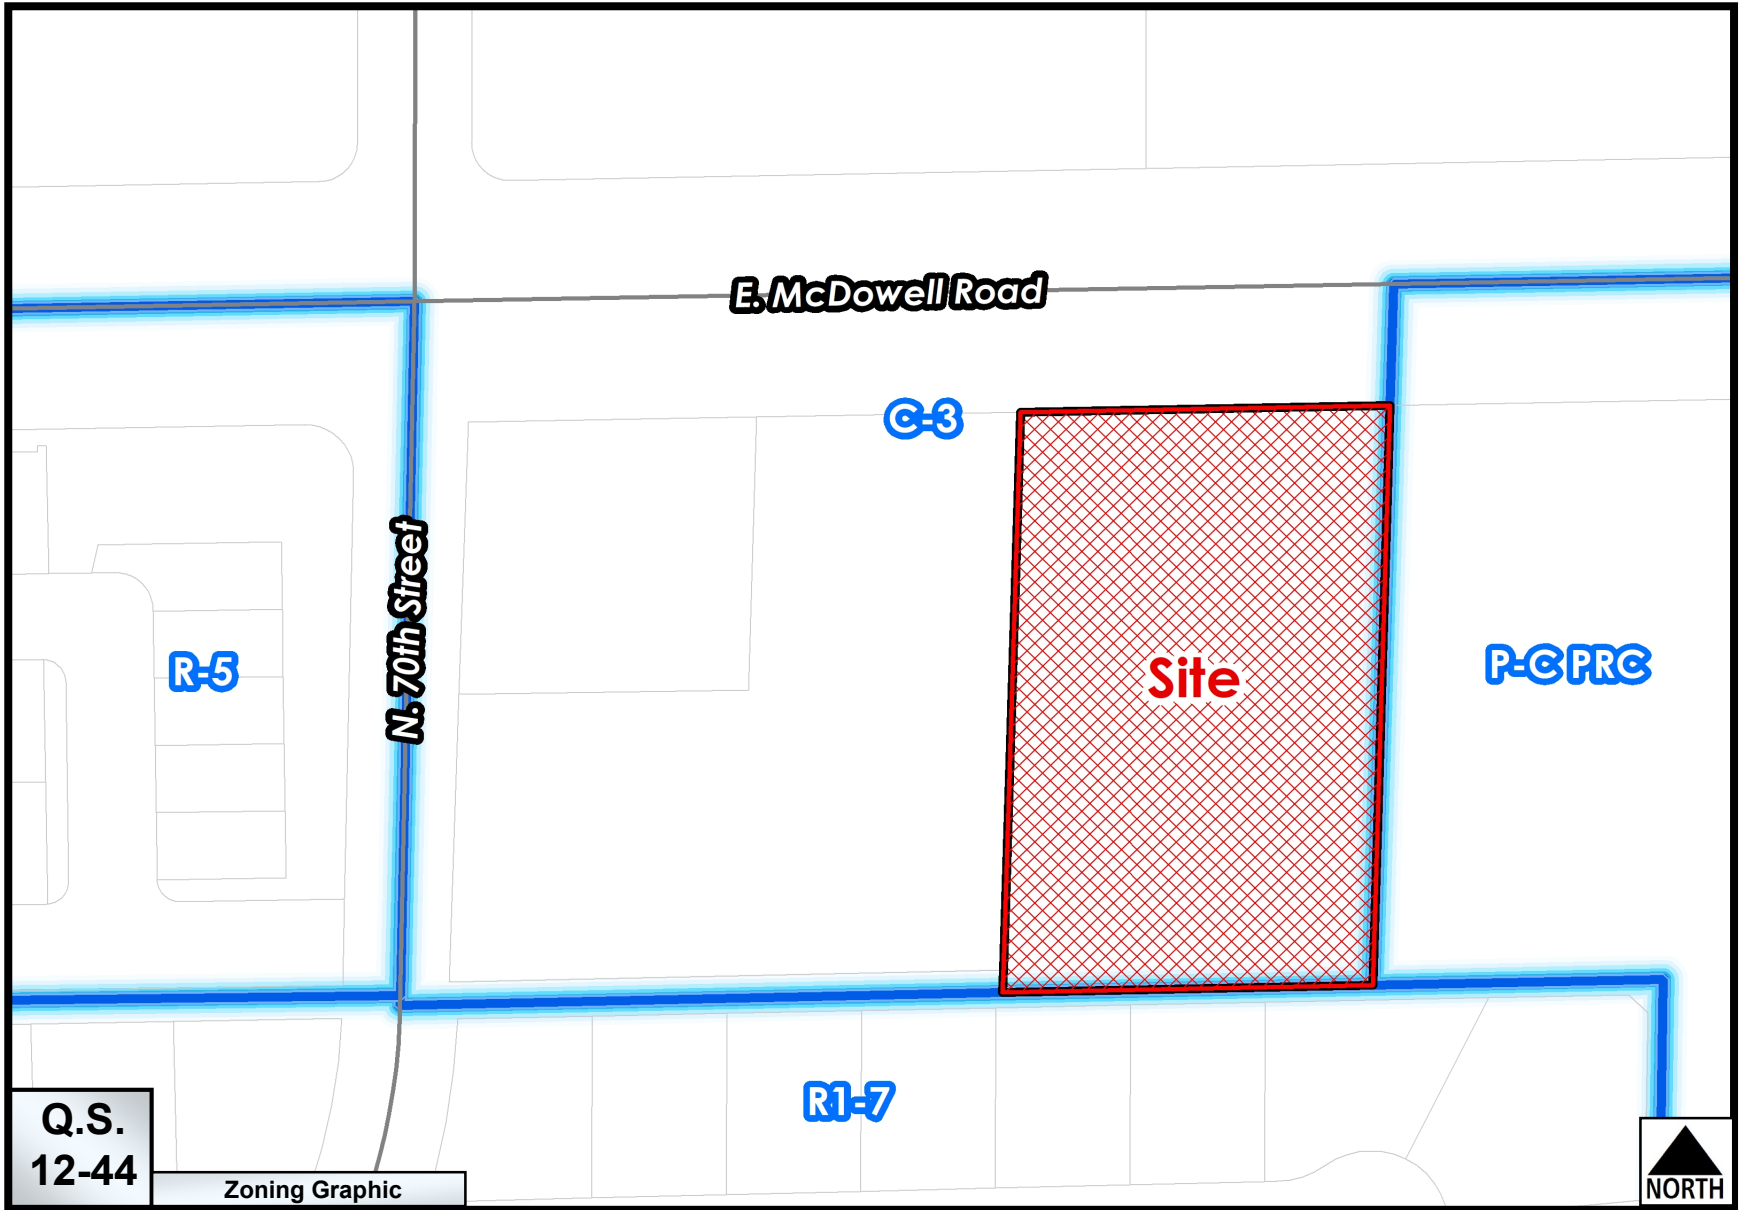 E. McDowell Road
C-3
N. 70th Street
R-5
Site
P-C PRC
R1-7
Q.S.
12-44
Zoning Graphic
NORTH